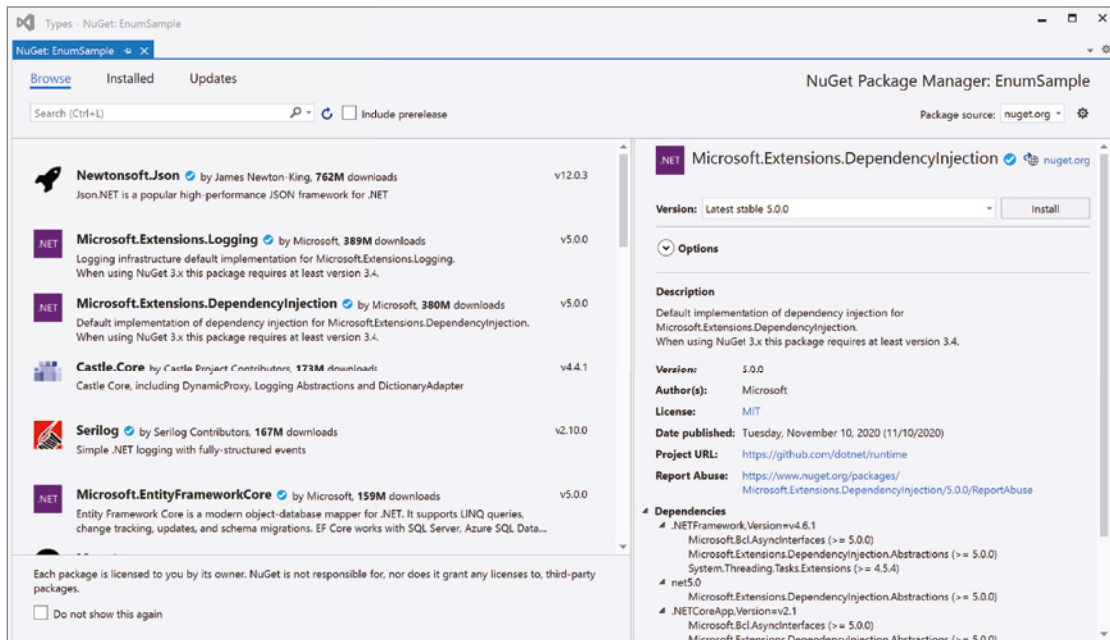 Types - NuGet: EnumSample
NuGet: EnumSample
Browse Installed Updates
NuGet Package Manager: EnumSample
Search (Ctrl+L)
Include prerelease
Package source: nuget.org
Newtonsoft.Json by James Newton-King, 762M downloads v12.0.3
Json.NET is a popular high-performance JSON framework for .NET
.NET
Microsoft.Extensions.Logging by Microsoft, 389M downloads v5.0.0
Logging infrastructure default implementation for Microsoft.Extensions.Logging.
When using NuGet 3.x this package requires at least version 3.4.
.NET
Microsoft.Extensions.DependencyInjection by Microsoft, 380M downloads v5.0.0
Default implementation of dependency injection for Microsoft.Extensions.DependencyInjection.
When using NuGet 3.x this package requires at least version 3.4.
Castle.Core by Castle Project Contributors, 173M downloads v4.4.1
Castle Core, including DynamicProxy, Logging Abstractions and DictionaryAdapter
Serilog by Serilog Contributors, 167M downloads v2.10.0
Simple .NET logging with fully-structured events
.NET
Microsoft.EntityFrameworkCore by Microsoft, 159M downloads v5.0.0
Entity Framework Core is a modern object-database mapper for .NET. It supports LINQ queries,
change tracking, updates, and schema migrations. EF Core works with SQL Server, Azure SQL Data...
Each package is licensed to you by its owner. NuGet is not responsible for, nor does it grant any licenses to, third-party
packages.
Do not show this again
.NET
Microsoft.Extensions.DependencyInjection nuget.org
Version: Latest stable 5.0.0 Install
Options
Description
Default implementation of dependency injection for
Microsoft.Extensions.DependencyInjection.
When using NuGet 3.x this package requires at least version 3.4.
Version: 5.0.0
Author(s): Microsoft
License: MIT
Date published: Tuesday, November 10, 2020 (11/10/2020)
Project URL: https://github.com/dotnet/runtime
Report Abuse: https://www.nuget.org/packages/
Microsoft.Extensions.DependencyInjection/5.0.0/ReportAbuse
Dependencies
.NETFramework,Version=v4.6.1
Microsoft.Bcl.AsyncInterfaces (>= 5.0.0)
Microsoft.Extensions.DependencyInjection.Abstractions (>= 5.0.0)
System.Threading.Tasks.Extensions (>= 4.5.4)
net5.0
Microsoft.Extensions.DependencyInjection.Abstractions (>= 5.0.0)
.NETCoreApp,Version=v2.1
Microsoft.Bcl.AsyncInterfaces (>= 5.0.0)
Microsoft.Extensions.DependencyInjection.Abstractions (>= 5.0.0)